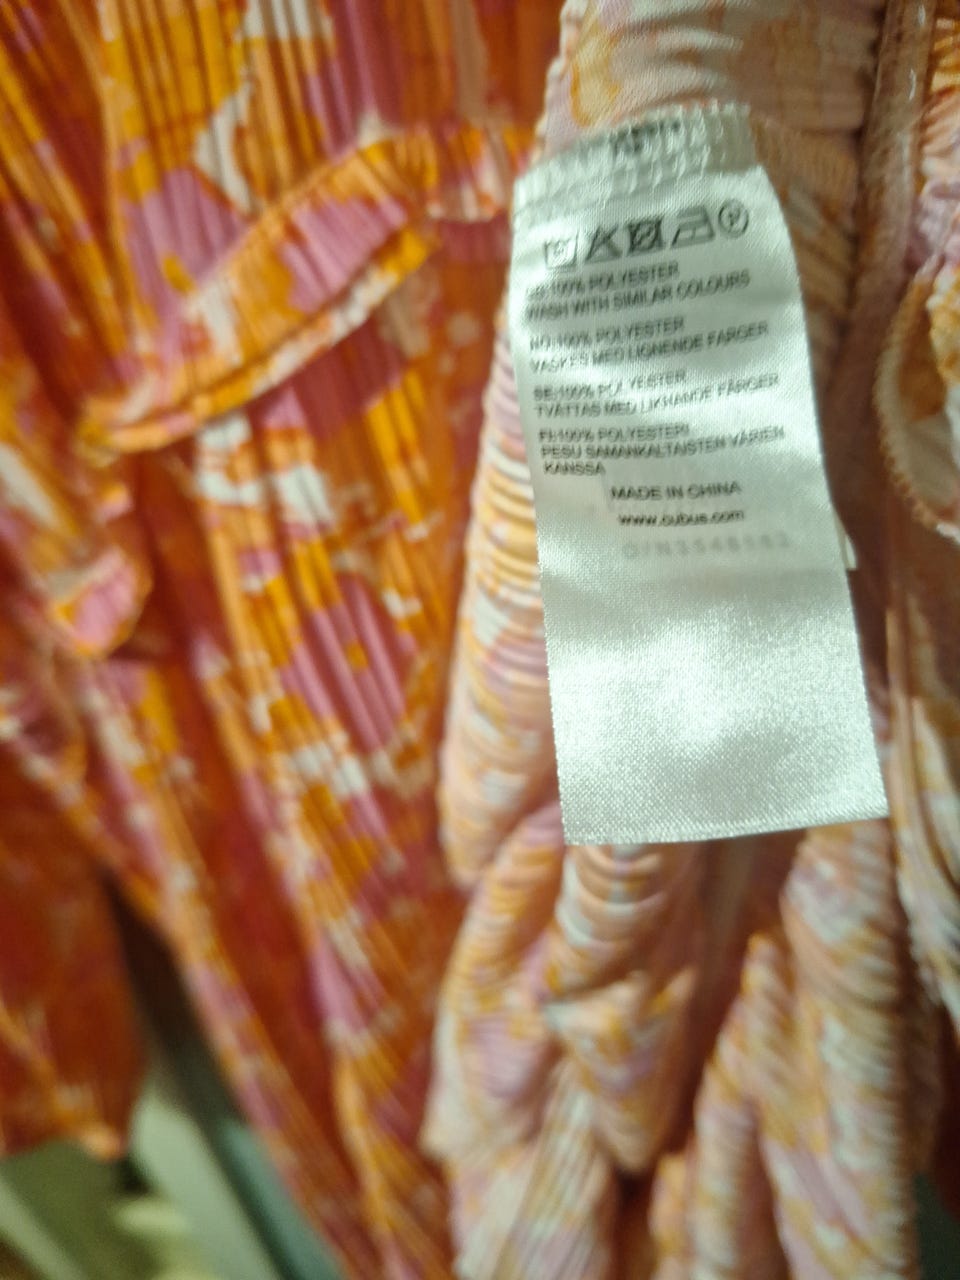 100% POLYESTER
WASH WITH SIMILAR COLOURS
NO:100% POLYESTER
VASKES MED LIGNENDE FARGER
SE:100% POLYESTER
TVÄTTAS MED LIKNANDE FÄRGER
FI:100% POLYESTERI
PESU SAMANKALTAISTEN VÄRIEN
KANSSA
MADE IN CHINA
www.cubus.com